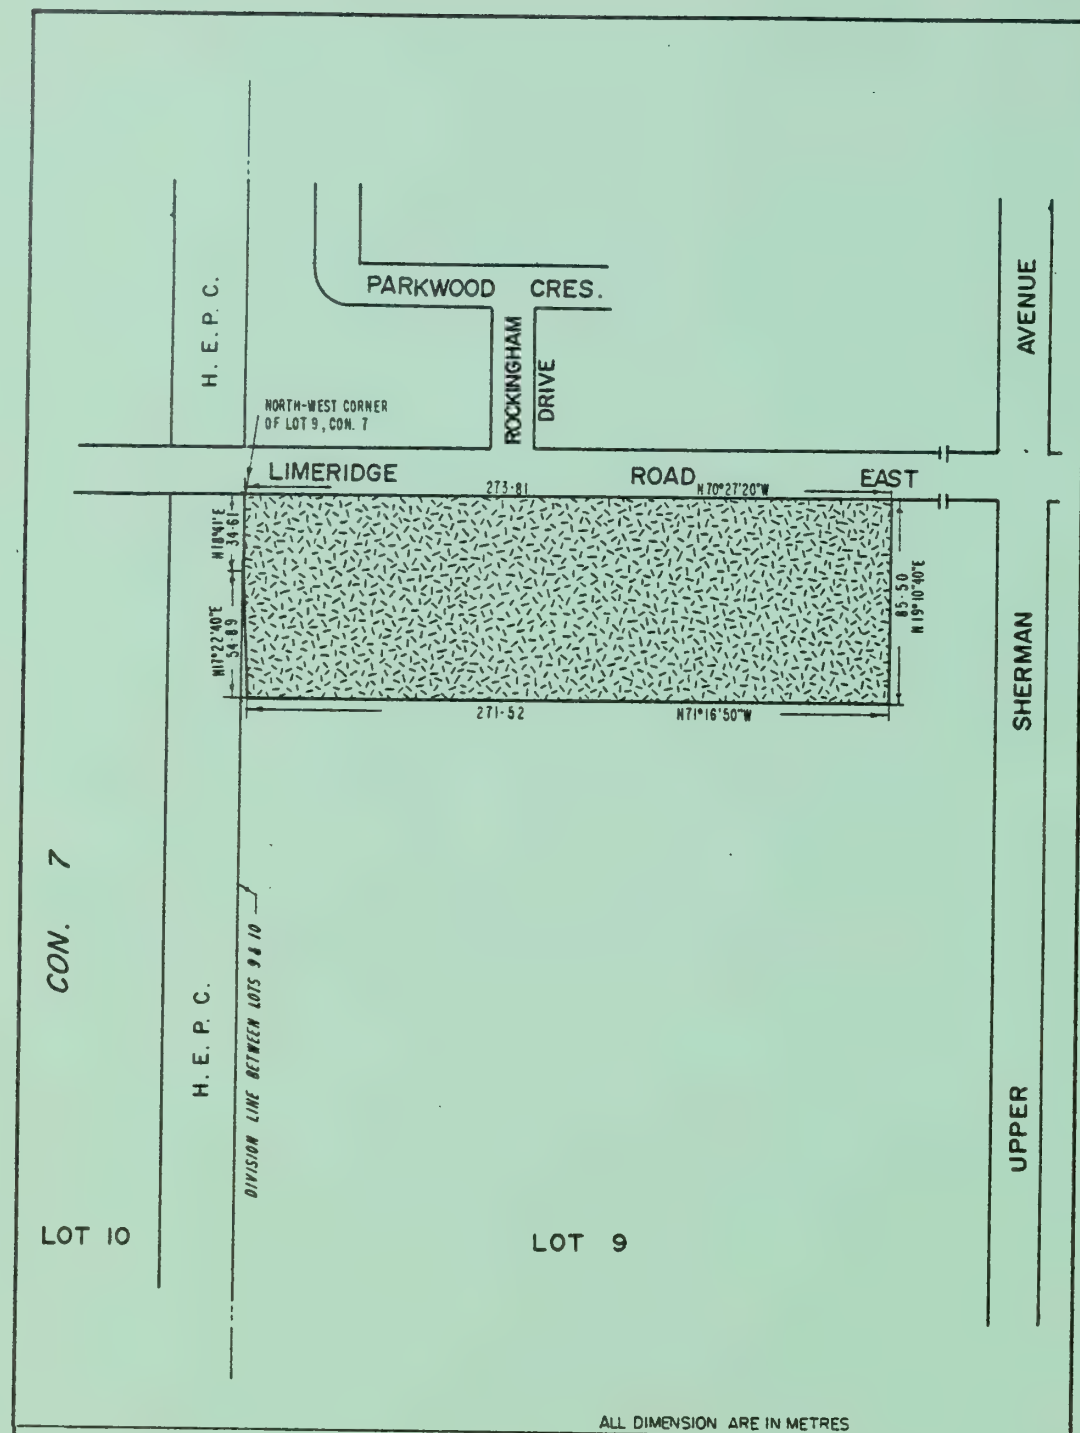 H. E. P. C.
PARKWOOD CRES.
ROCKINGHAM
DRIVE
AVENUE
NORTH-WEST CORNER
OF LOT 9, CON. 7
LIMERIDGE ROAD EAST
273·81 N70°27'20"W
N18°41'E
34·61
N17°22'40"E
54·89
85·50
N19°10'40"E
271·52 N71°16'50"W
SHERMAN
CON. 7
H. E. P. C.
DIVISION LINE BETWEEN LOTS 9 & 10
UPPER
LOT 10
LOT 9
ALL DIMENSION ARE IN METRES